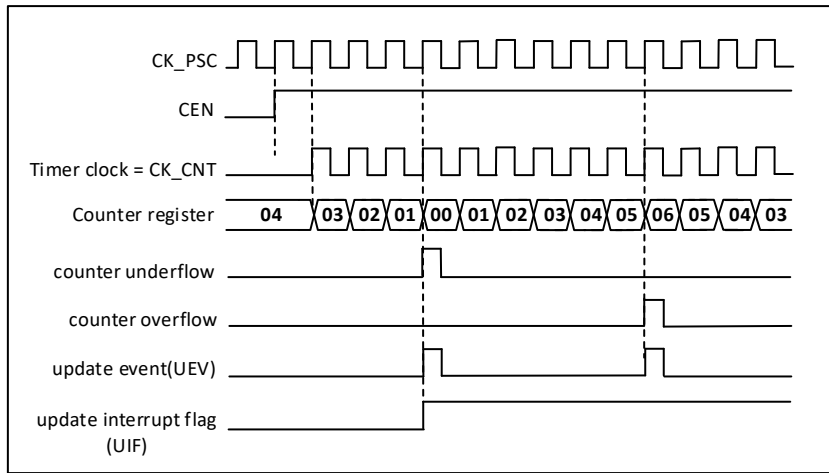 CK_PSC
CEN
Timer clock = CK_CNT
Counter register 04 03 02 01 00 01 02 03 04 05 06 05 04 03
counter underflow
counter overflow
update event(UEV)
update interrupt flag
(UIF)